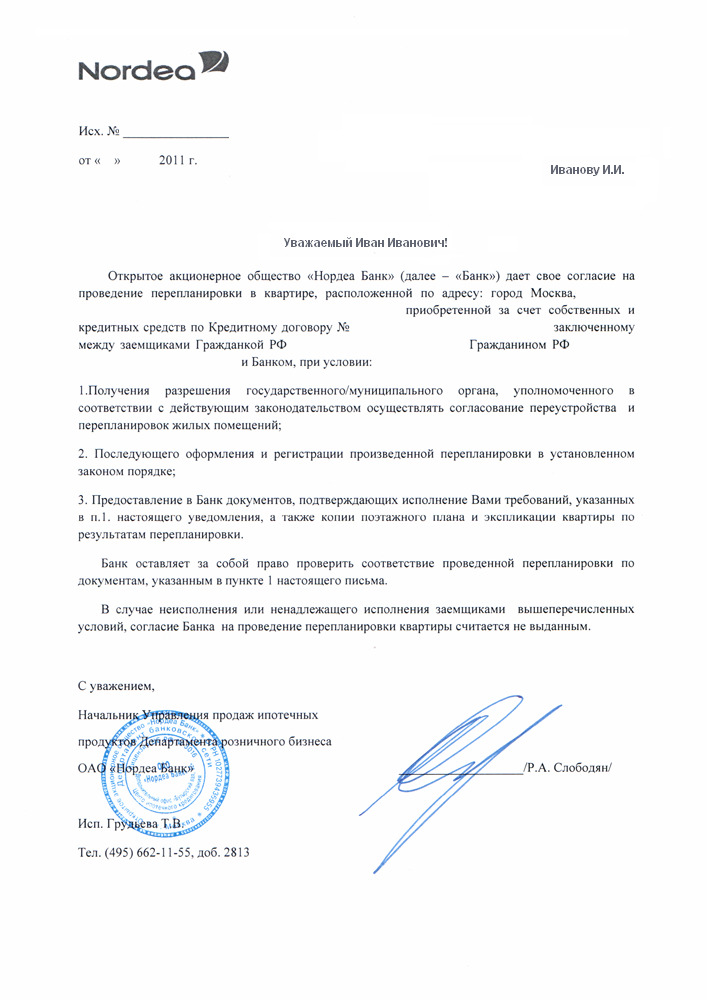 Nordea
Исх. № _________________
от « » 2011 г.
Иванову И.И.
Уважаемый Иван Иванович!
Открытое акционерное общество «Нордеа Банк» (далее – «Банк») дает свое согласие на
проведение перепланировки в квартире, расположенной по адресу: город Москва,
приобретенной за счет собственных и
кредитных средств по Кредитному договору № заключенному
между заемщиками Гражданкой РФ Гражданином РФ
и Банком, при условии:
1.Получения разрешения государственного/муниципального органа, уполномоченного в
соответствии с действующим законодательством осуществлять согласование переустройства и
перепланировок жилых помещений;
2. Последующего оформления и регистрации произведенной перепланировки в установленном
законом порядке;
3. Предоставление в Банк документов, подтверждающих исполнение Вами требований, указанных
в п.1. настоящего уведомления, а также копии поэтажного плана и экспликации квартиры по
результатам перепланировки.
Банк оставляет за собой право проверить соответствие проведенной перепланировки по
документам, указанным в пункте 1 настоящего письма.
В случае неисполнения или ненадлежащего исполнения заемщиками вышеперечисленных
условий, согласие Банка на проведение перепланировки квартиры считается не выданным.
С уважением,
Начальник Управления продаж ипотечных
продуктов Департамента розничного бизнеса
ОАО «Нордеа Банк» ____________________/Р.А. Слободян/
Исп. Грудьева Т.В.
Тел. (495) 662-11-55, доб. 2813
«Нордеа Банк»